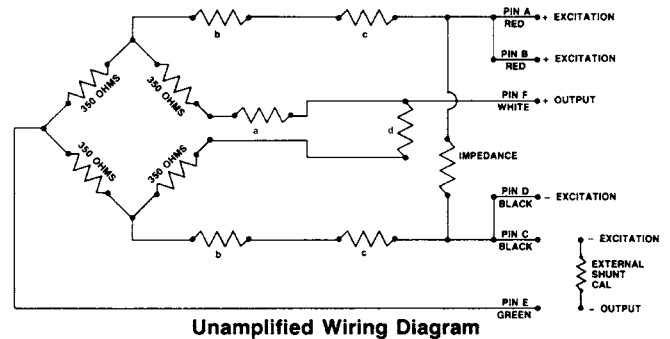 b
c
PIN A
RED
+ EXCITATION
PIN B
RED
+ EXCITATION
350 OHMS
350 OHMS
a
d
PIN F
WHITE
+ OUTPUT
350 OHMS
350 OHMS
IMPEDANCE
PIN D
BLACK
- EXCITATION
b
c
PIN C
BLACK
- EXCITATION
EXTERNAL
SHUNT
CAL
- OUTPUT
PIN E
GREEN
Unamplified Wiring Diagram